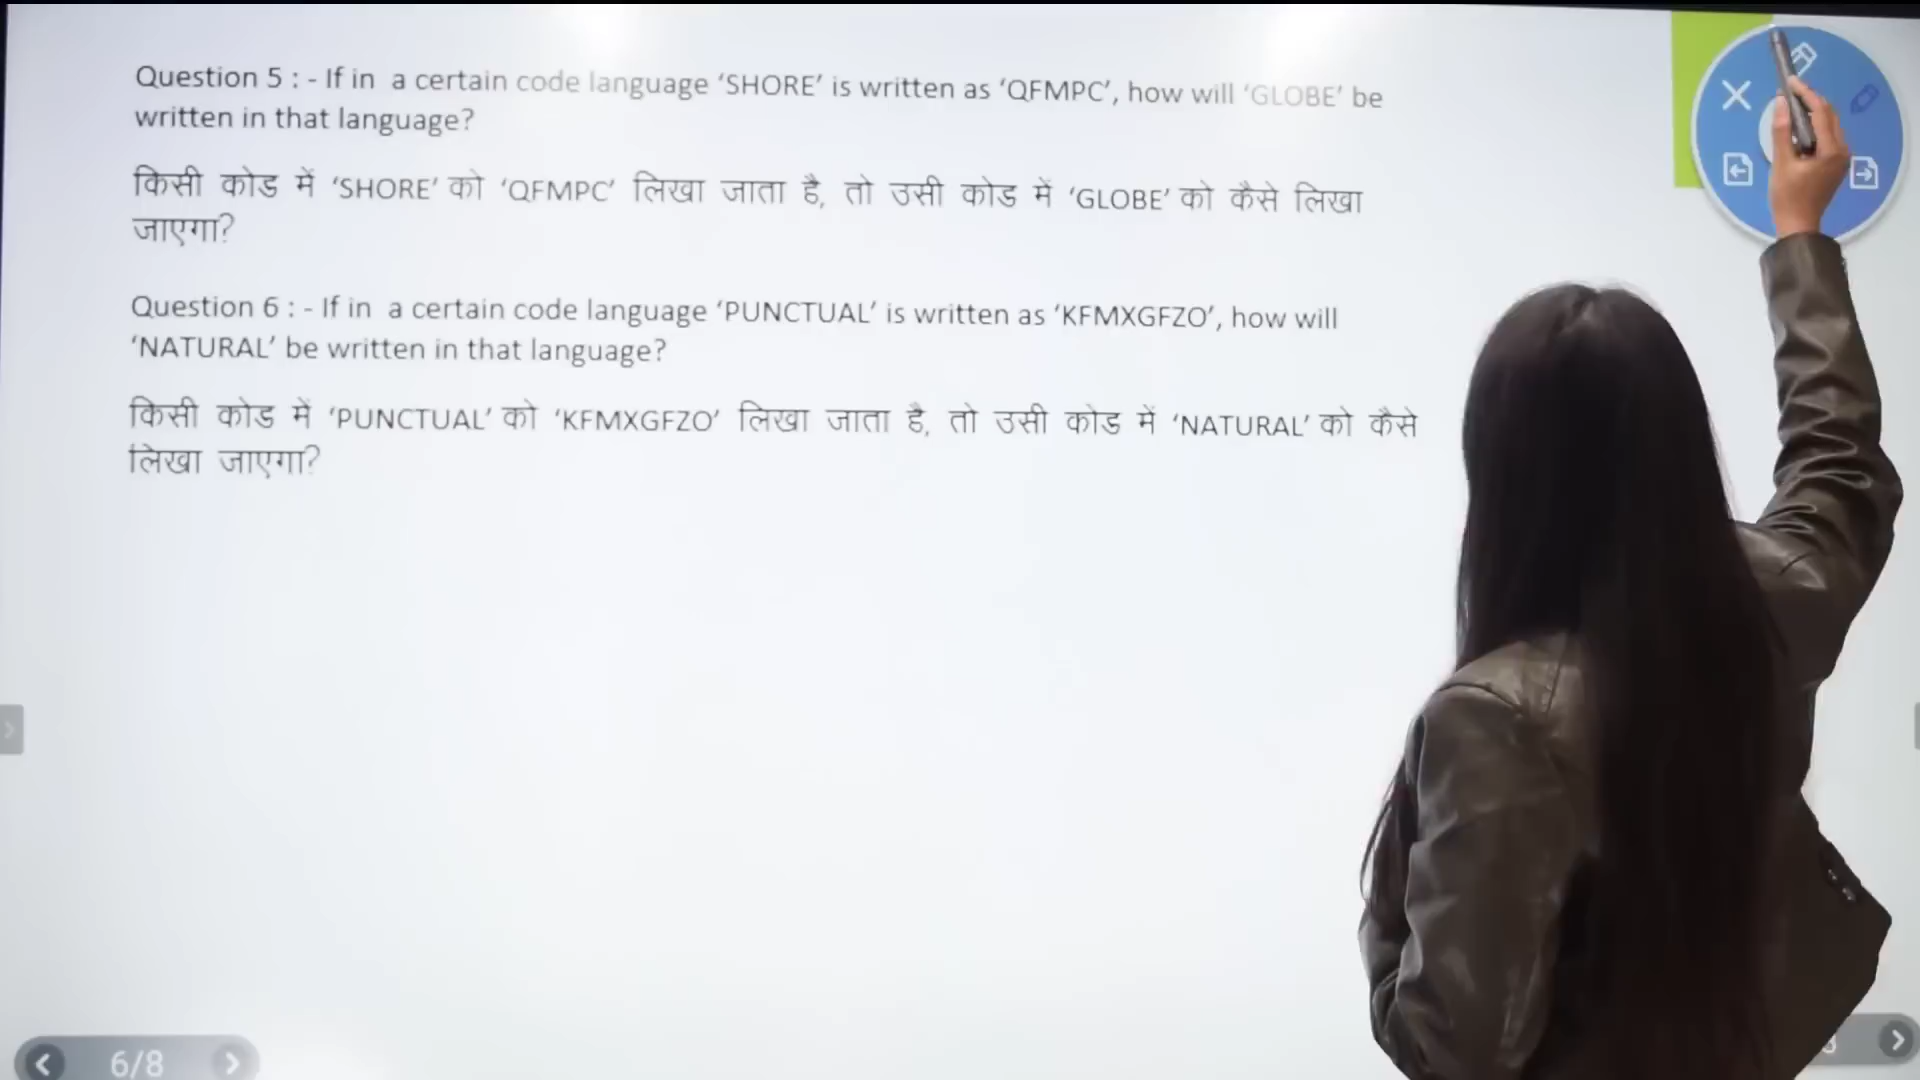 Question 5 : - If in a certain code language ‘SHORE’ is written as ‘QFMPC’, how will ‘GLOBE’ be
written in that language?
किसी कोड में ‘SHORE’ को ‘QFMPC’ लिखा जाता है, तो उसी कोड में ‘GLOBE’ को कैसे लिखा
जाएगा?
Question 6 : - If in a certain code language ‘PUNCTUAL’ is written as ‘KFMXGFZO’, how will
‘NATURAL’ be written in that language?
किसी कोड में ‘PUNCTUAL’ को ‘KFMXGFZO’ लिखा जाता है, तो उसी कोड में ‘NATURAL’ को कैसे
लिखा जाएगा?
6/8